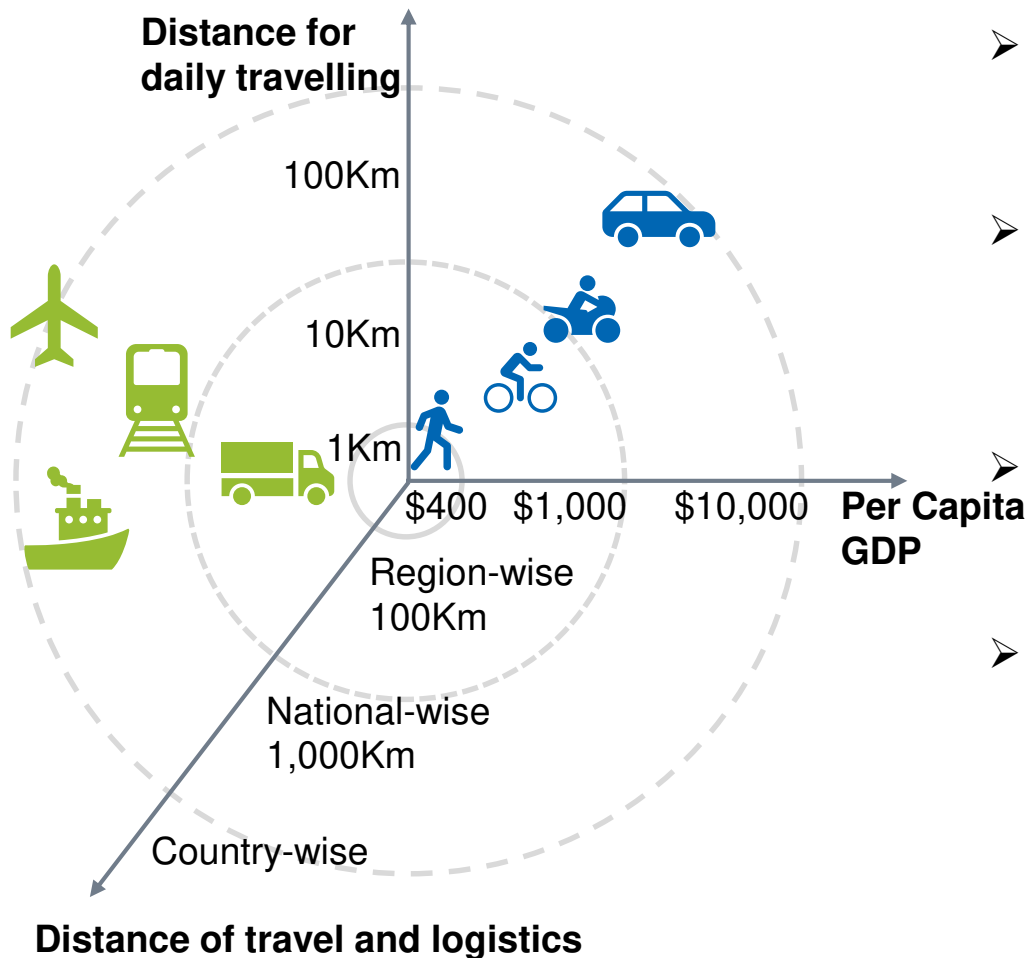 Distance for
daily travelling
100Km
10Km
1Km
$400 $1,000 $10,000
Per Capita
GDP
Region-wise
100Km
National-wise
1,000Km
Country-wise
Distance of travel and logistics